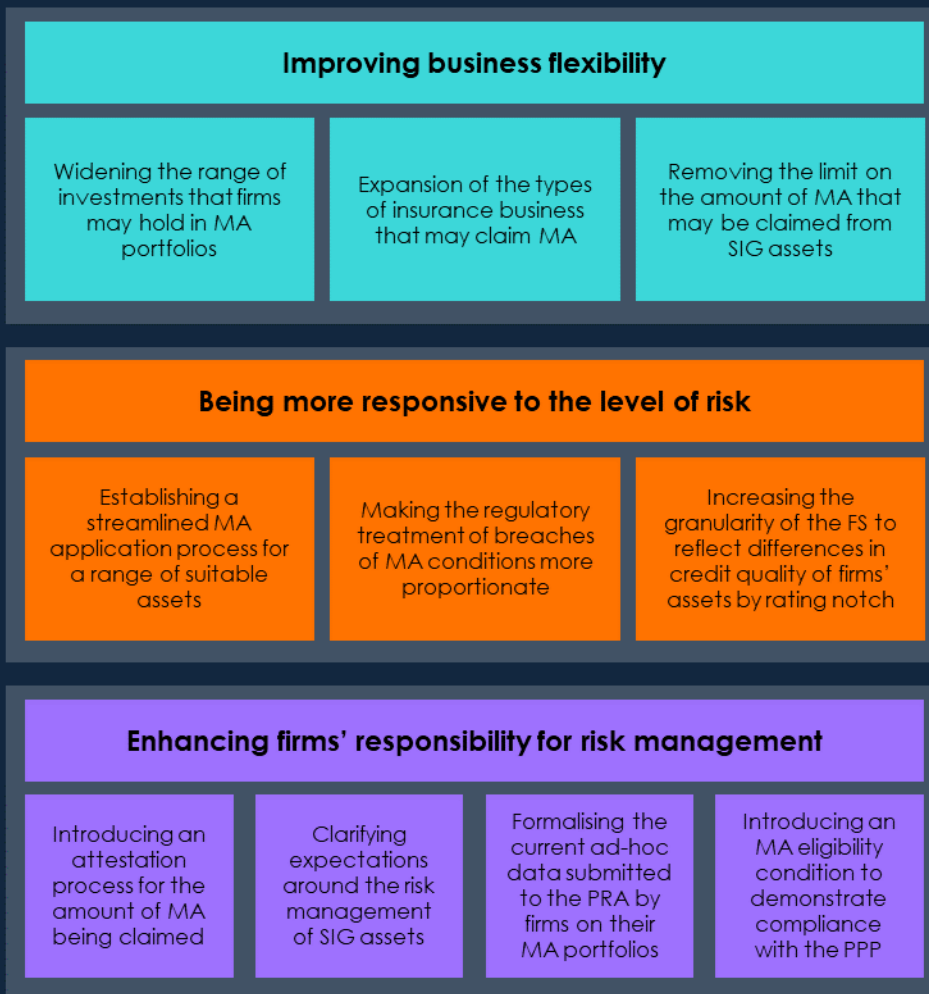 Improving business flexibility
Widening the range of
investments that firms
may hold in MA
portfolios
Expansion of the types
of insurance business
that may claim MA
Removing the limit on
the amount of MA that
may be claimed from
SIG assets
Being more responsive to the level of risk
Establishing a
streamlined MA
application process for
a range of suitable
assets
Making the regulatory
treatment of breaches
of MA conditions more
proportionate
Increasing the
granularity of the FS to
reflect differences in
credit quality of firms’
assets by rating notch
Enhancing firms’ responsibility for risk management
Introducing an
attestation
process for the
amount of MA
being claimed
Clarifying
expectations
around the risk
management
of SIG assets
Formalising the
current ad-hoc
data submitted
to the PRA by
firms on their
MA portfolios
Introducing an
MA eligibility
condition to
demonstrate
compliance
with the PPP